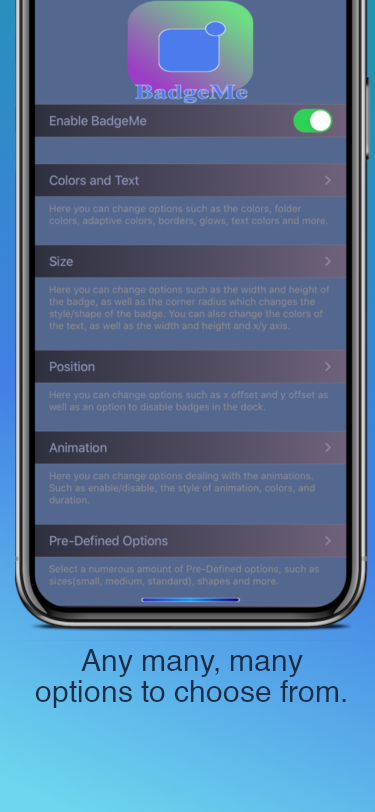 BadgeMe
Enable BadgeMe
Colors and Text
Here you can change options such as the colors, folder
colors, adaptive colors, borders, glows, text colors and more.
Size
Here you can change options such as the width and height of
the badge, as well as the corner radius which changes the
style/shape of the badge. You can also change the colors of
the text, as well as the width and height and x/y axis.
Position
Here you can change options such as x offset and y offset as
well as an option to disable badges in the dock.
Animation
Here you can change options dealing with the animations.
Such as enable/disable, the style of animation, colors, and
duration.
Pre-Defined Options
Select a numerous amount of Pre-Defined options, such as
sizes(small, medium, standard), shapes and more.
Any many, many
options to choose from.